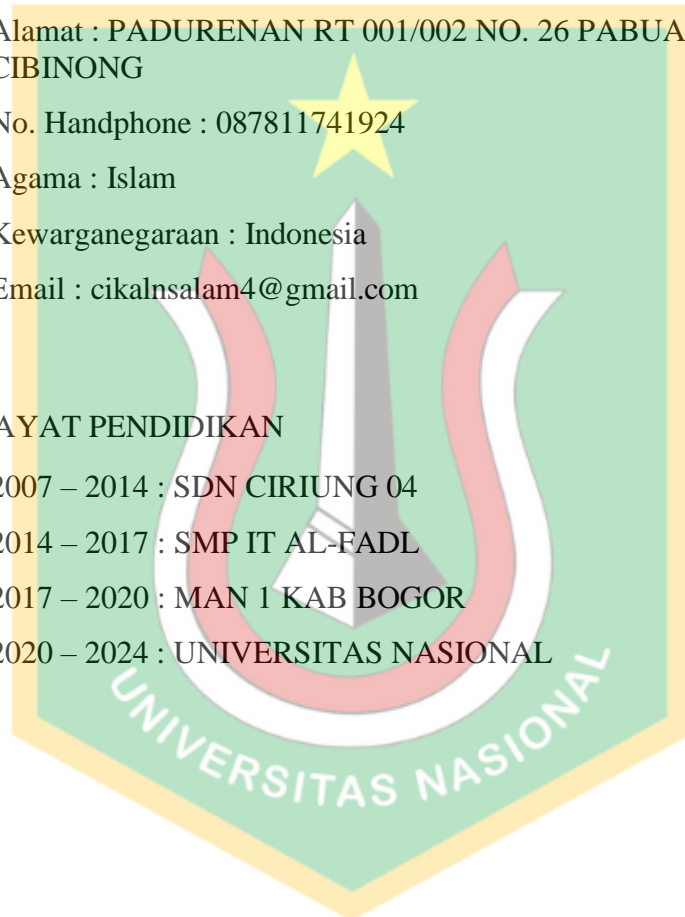 Alamat : PADURENAN RT 001/002 NO. 26 PABUA
CIBINONG
No. Handphone : 087811741924
Agama : Islam
Kewarganegaraan : Indonesia
Email : cikalnsalam4@gmail.com
AYAT PENDIDIKAN
2007 – 2014 : SDN CIRIUNG 04
2014 – 2017 : SMP IT AL-FADL
2017 – 2020 : MAN 1 KAB BOGOR
2020 – 2024 : UNIVERSITAS NASIONAL
UNIVERSITAS NASIONAL